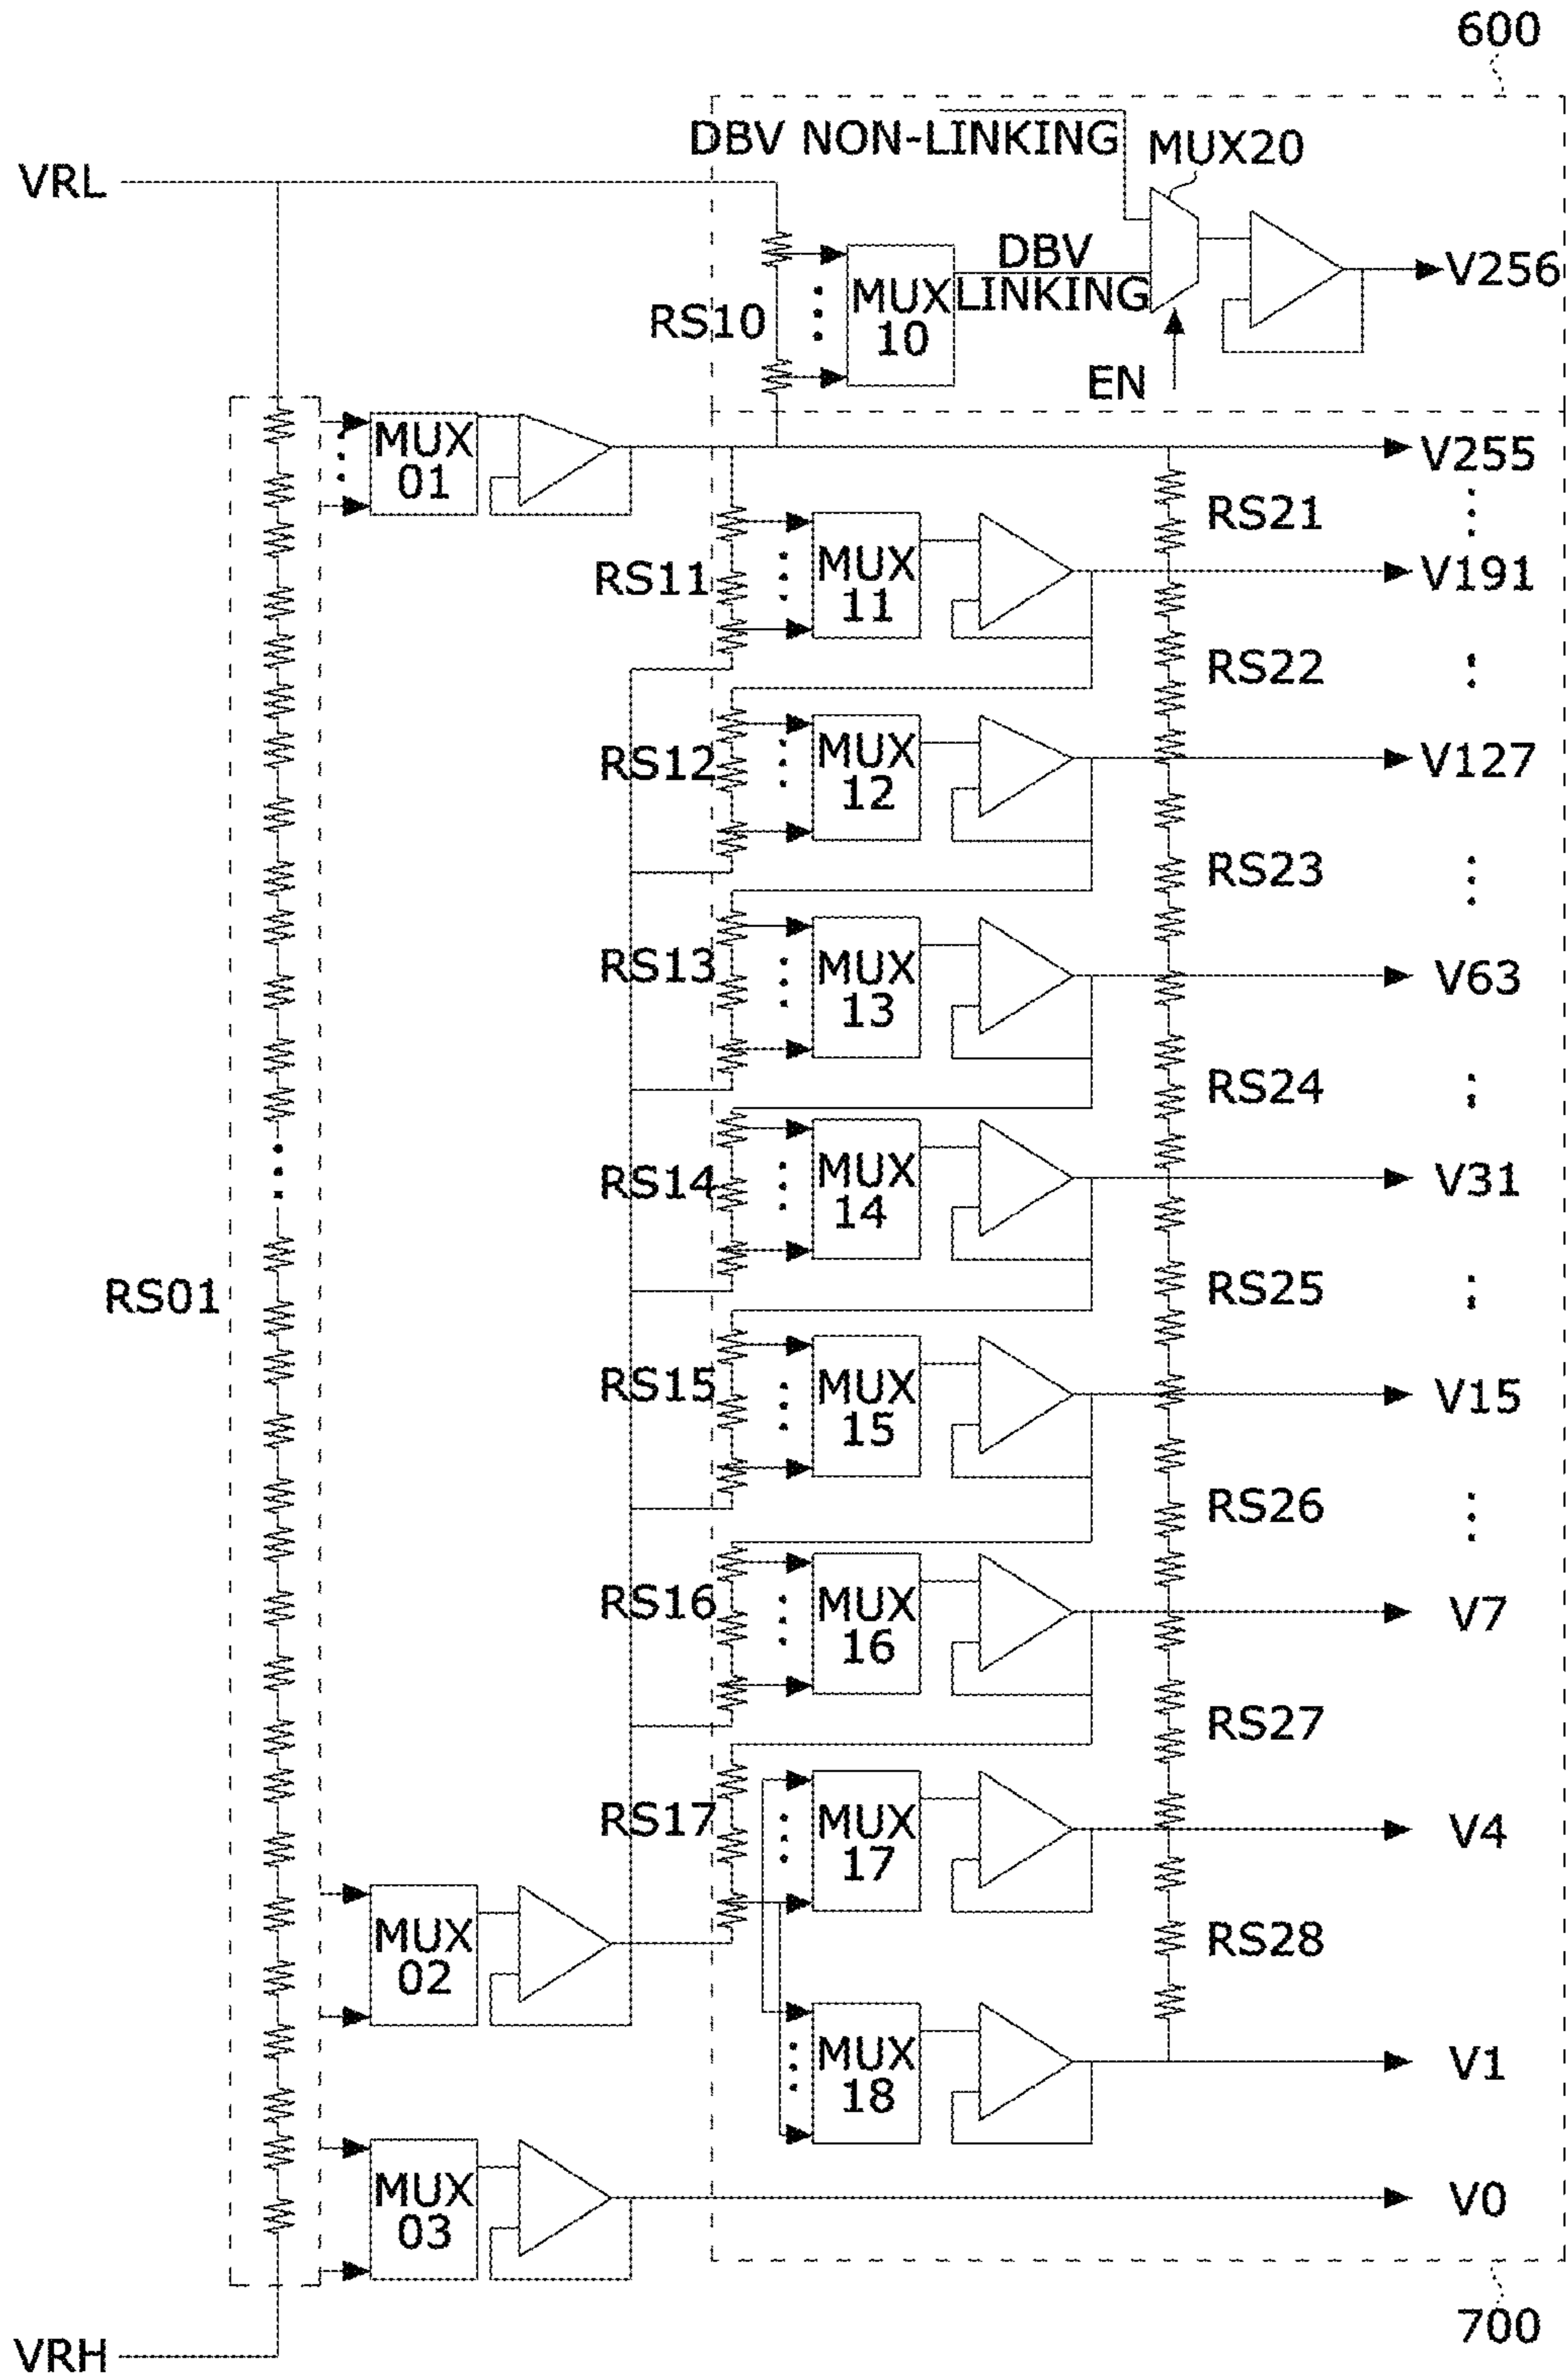 600
DBV NON-LINKING
MUX20
VRL
DBV
LINKING
MUX
10
V256
RS10
EN
MUX
01
V255
RS21
RS11
MUX
11
V191
RS22
RS12
MUX
12
V127
RS23
RS13
MUX
13
V63
RS24
RS14
MUX
14
V31
RS01
RS25
RS15
MUX
15
V15
RS26
RS16
MUX
16
V7
RS27
RS17
MUX
17
V4
MUX
02
RS28
MUX
18
V1
MUX
03
V0
VRH
700